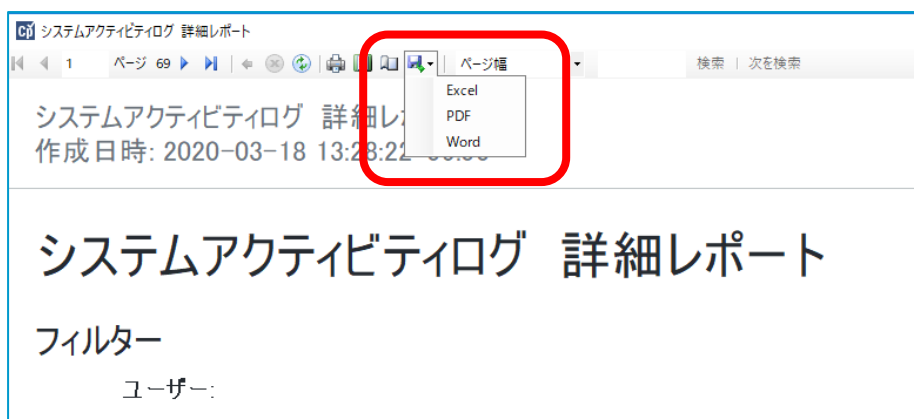 システムアクティビティログ 詳細レポート
1 ページ 69 ページ幅 検索 | 次を検索
Excel
PDF
Word
システムアクティビティログ 詳細レ
作成日時: 2020-03-18 13:28:22
システムアクティビティログ 詳細レポート
フィルター
ユーザー: